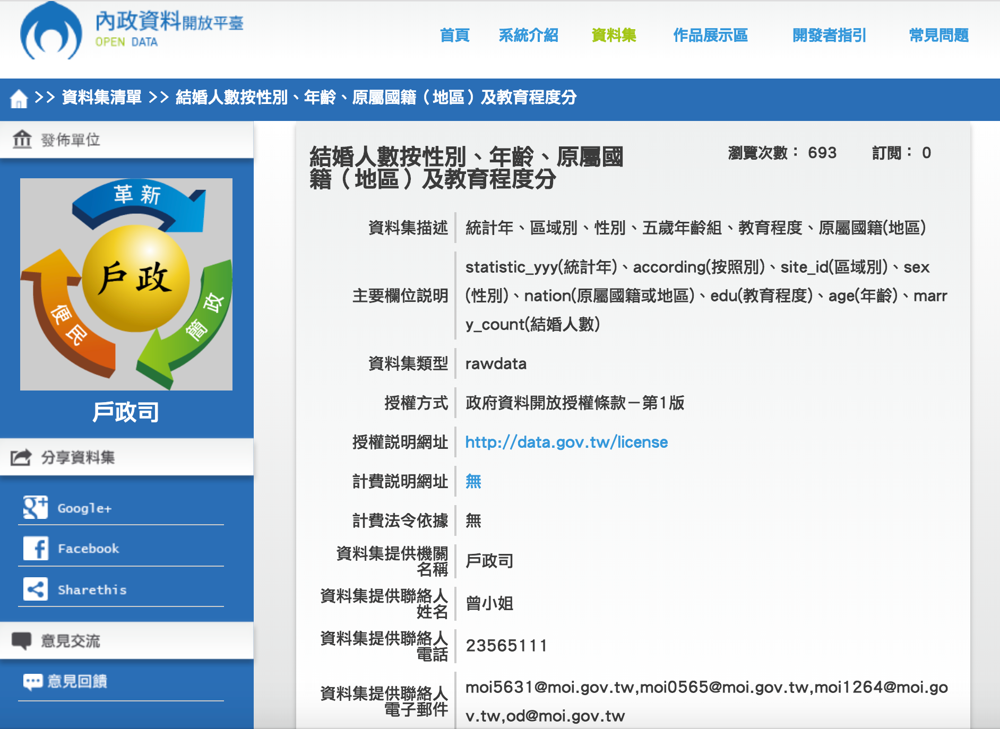 內政資料開放平臺
OPEN DATA
首頁 系統介紹 資料集 作品展示區 開發者指引 常見問題
>> 資料集清單 >> 結婚人數按性別、年齡、原屬國籍（地區）及教育程度分
發佈單位
革新
戶政
便民
簡政
戶政司
分享資料集
Google+
Facebook
Sharethis
意見交流
意見回饋
結婚人數按性別、年齡、原屬國
籍（地區）及教育程度分
瀏覽次數： 693 訂閱： 0
資料集描述 統計年、區域別、性別、五歲年齡組、教育程度、原屬國籍(地區)
主要欄位說明
statistic_yyy(統計年)、according(按照別)、site_id(區域別)、sex
(性別)、nation(原屬國籍或地區)、edu(教育程度)、age(年齡)、marr
y_count(結婚人數)
資料集類型 rawdata
授權方式 政府資料開放授權條款－第1版
授權說明網址 http://data.gov.tw/license
計費說明網址 無
計費法令依據 無
資料集提供機關
名稱
戶政司
資料集提供聯絡人
姓名
曾小姐
資料集提供聯絡人
電話
23565111
資料集提供聯絡人
電子郵件
moi5631@moi.gov.tw,moi0565@moi.gov.tw,moi1264@moi.go
v.tw,od@moi.gov.tw